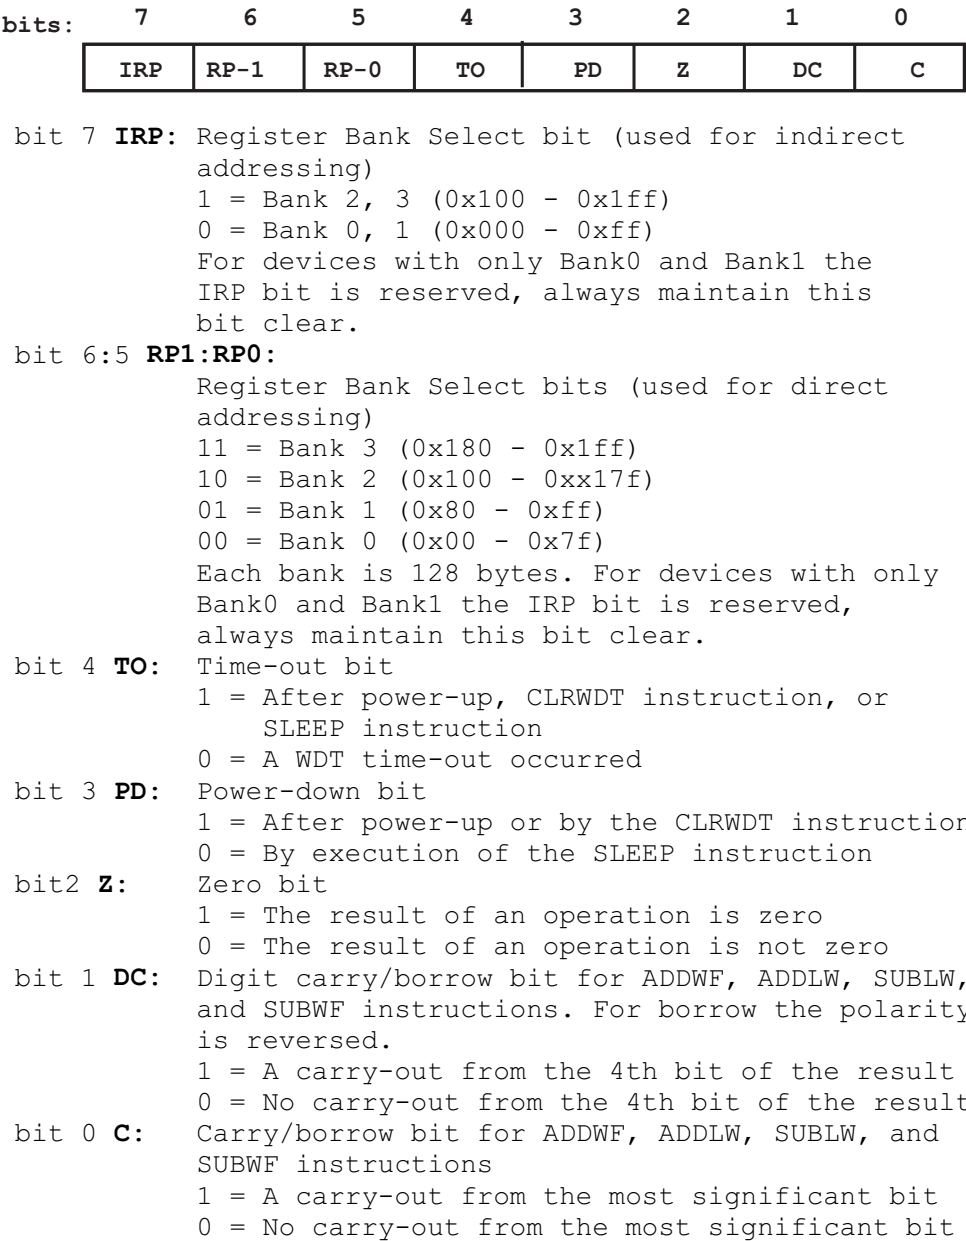 bits: 7 6 5 4 3 2 1 0
IRP RP-1 RP-0 TO PD Z DC C
bit 7 IRP: Register Bank Select bit (used for indirect
addressing)
1 = Bank 2, 3 (0x100 - 0x1ff)
0 = Bank 0, 1 (0x000 - 0xff)
For devices with only Bank0 and Bank1 the
IRP bit is reserved, always maintain this
bit clear.
bit 6:5 RP1:RP0:
Register Bank Select bits (used for direct
addressing)
11 = Bank 3 (0x180 - 0x1ff)
10 = Bank 2 (0x100 - 0xx17f)
01 = Bank 1 (0x80 - 0xff)
00 = Bank 0 (0x00 - 0x7f)
Each bank is 128 bytes. For devices with only
Bank0 and Bank1 the IRP bit is reserved,
always maintain this bit clear.
bit 4 TO: Time-out bit
1 = After power-up, CLRWDT instruction, or
SLEEP instruction
0 = A WDT time-out occurred
bit 3 PD: Power-down bit
1 = After power-up or by the CLRWDT instruction
0 = By execution of the SLEEP instruction
bit2 Z: Zero bit
1 = The result of an operation is zero
0 = The result of an operation is not zero
bit 1 DC: Digit carry/borrow bit for ADDWF, ADDLW, SUBLW,
and SUBWF instructions. For borrow the polarity
is reversed.
1 = A carry-out from the 4th bit of the result
0 = No carry-out from the 4th bit of the result
bit 0 C: Carry/borrow bit for ADDWF, ADDLW, SUBLW, and
SUBWF instructions
1 = A carry-out from the most significant bit
0 = No carry-out from the most significant bit